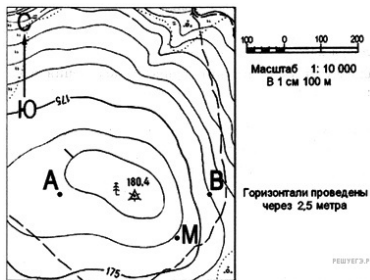 С
Ю
175
180,4
А
В
М
175
100 0 100 200
Масштаб 1: 10 000
В 1 см 100 м
Горизонтали проведены
через 2,5 метра
РЕШУЕГЭ.РФ